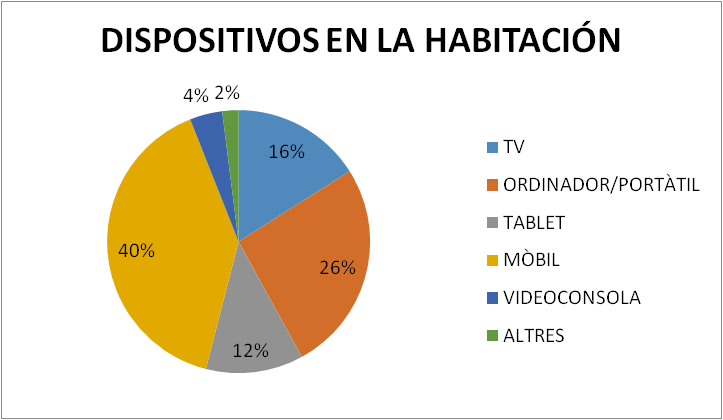 DISPOSITIVOS EN LA HABITACIÓN
4%
2%
16%
40%
26%
12%
TV
ORDINADOR/PORTÀTIL
TABLET
MÒBIL
VIDEOCONSOLA
ALTRES